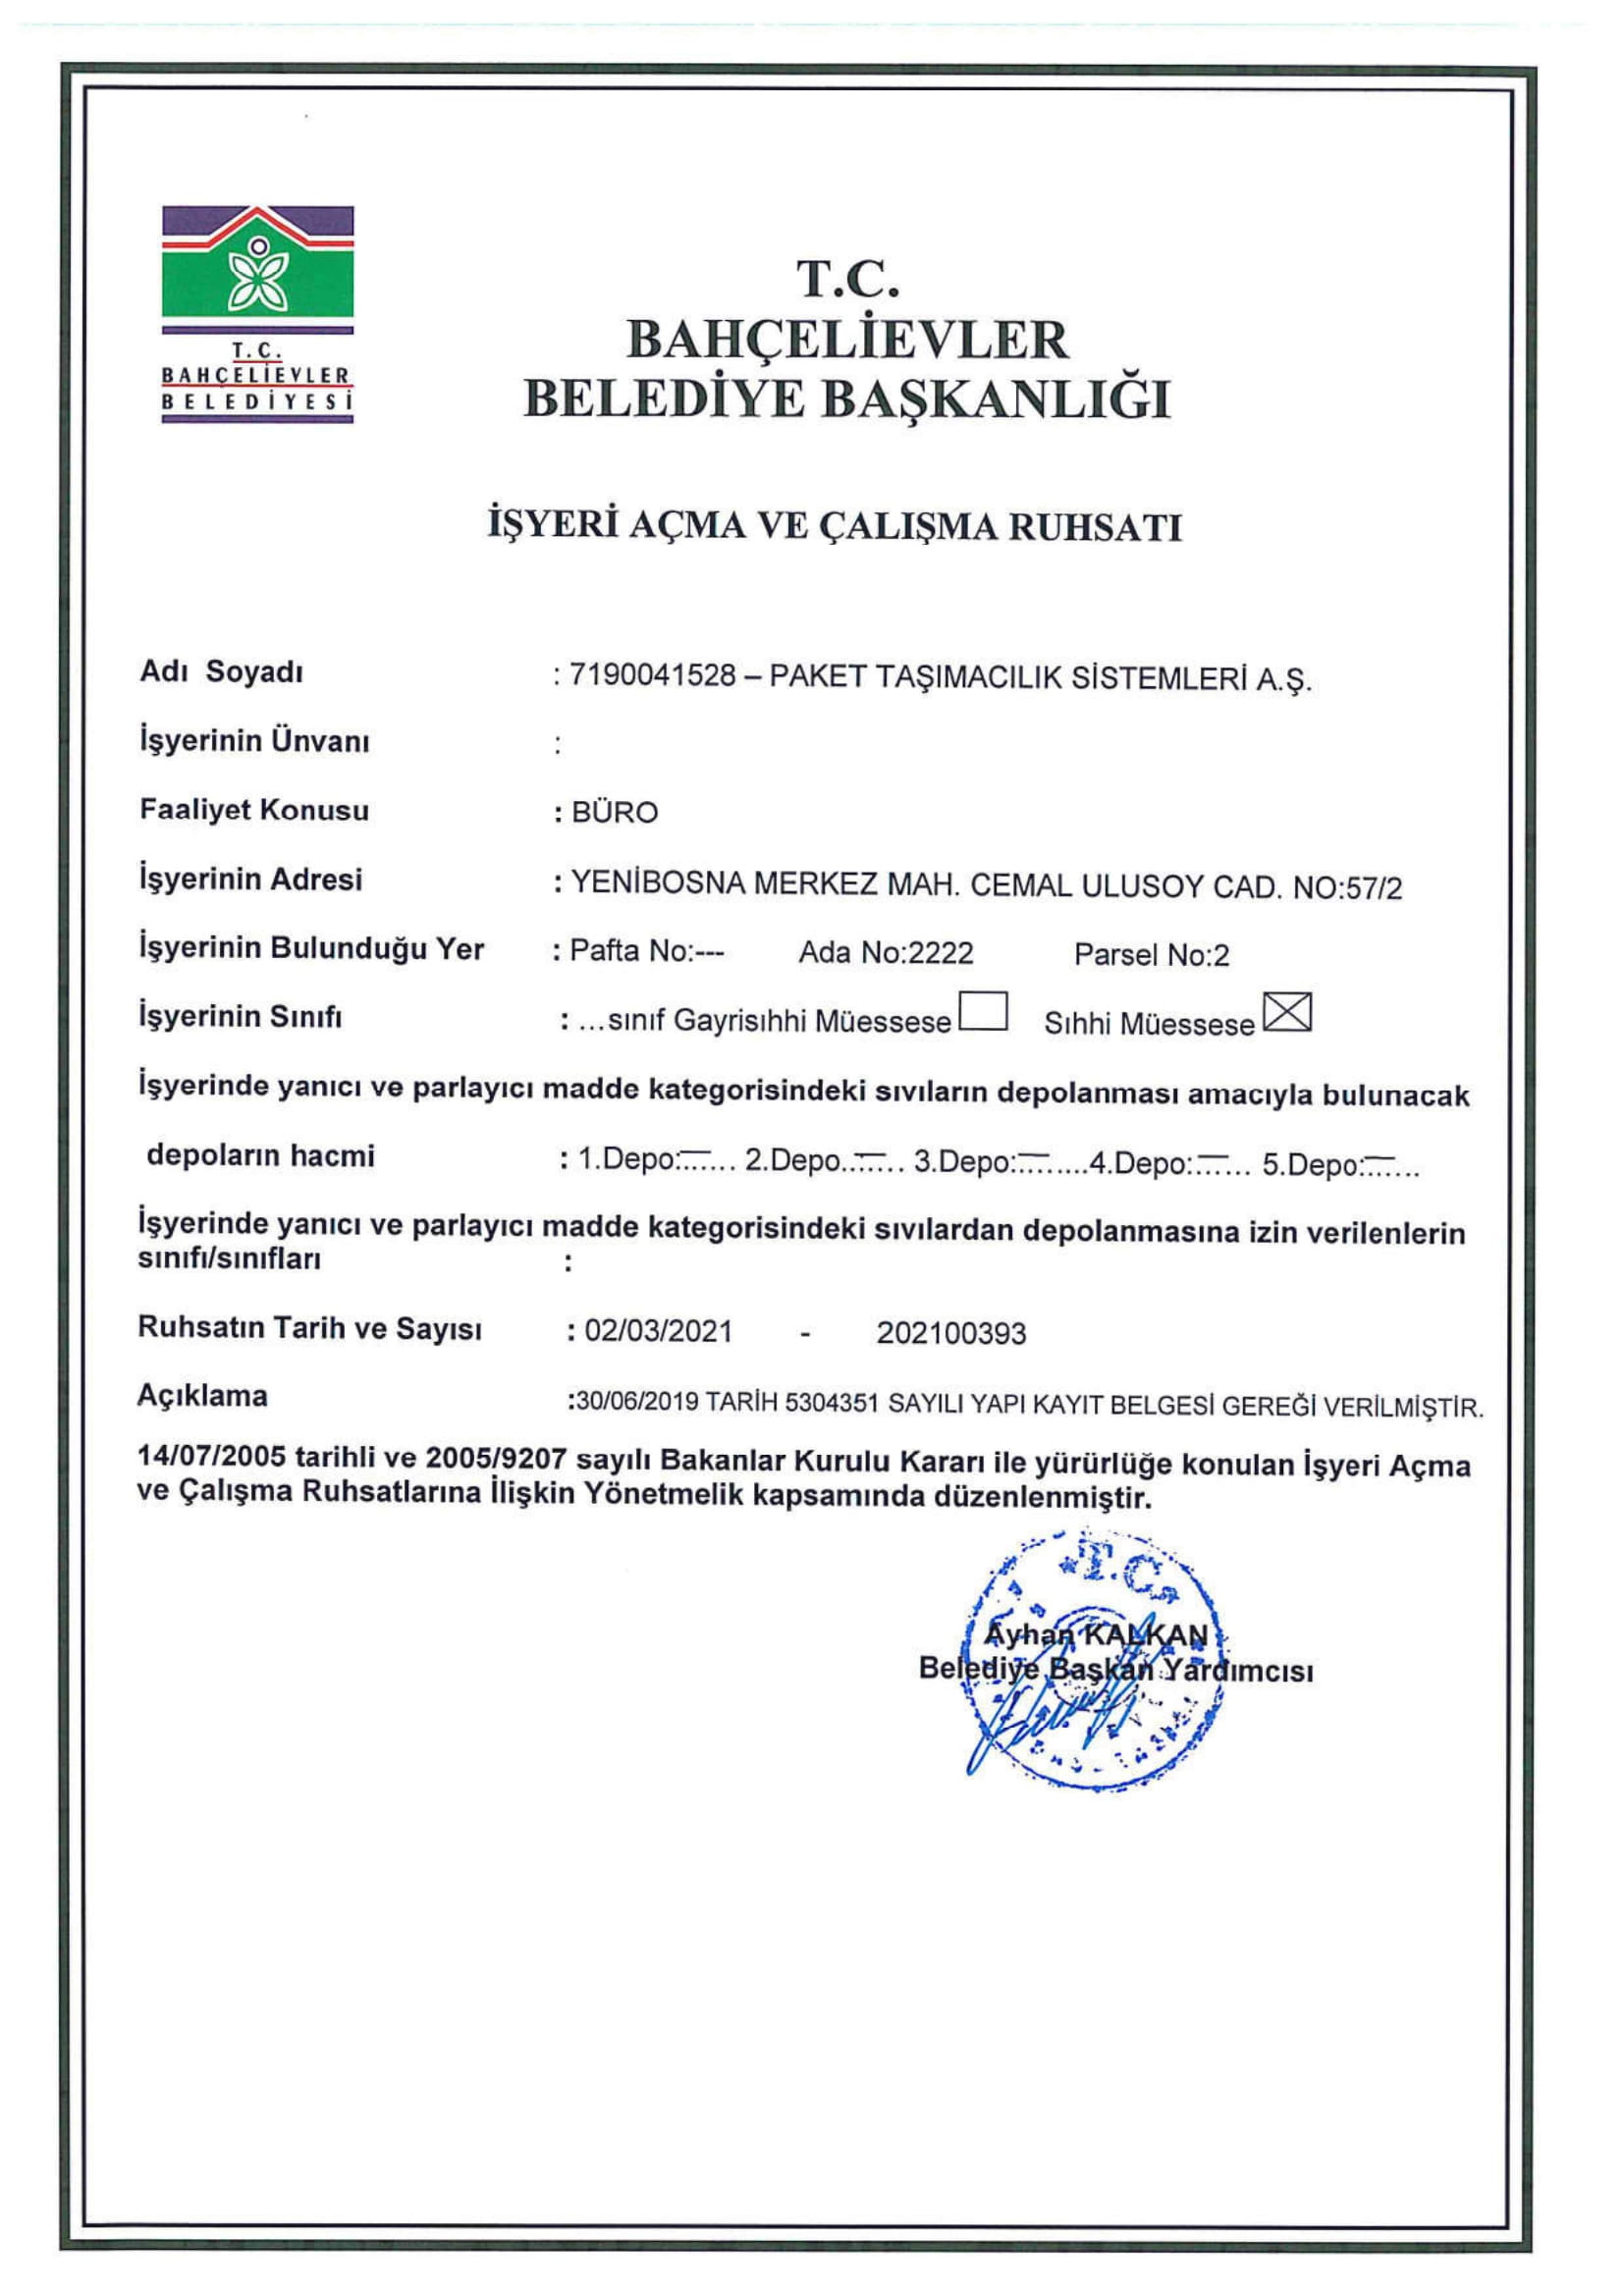 T.C.
BAHÇELİEVLER
BELEDİYESİ
T.C.
BAHÇELİEVLER
BELEDİYE BAŞKANLIĞI
İŞYERİ AÇMA VE ÇALIŞMA RUHSATI
Adı Soyadı : 7190041528 – PAKET TAŞIMACILIK SİSTEMLERİ A.Ş.
İşyerinin Ünvanı :
Faaliyet Konusu : BÜRO
İşyerinin Adresi : YENİBOSNA MERKEZ MAH. CEMAL ULUSOY CAD. NO:57/2
İşyerinin Bulunduğu Yer : Pafta No:--- Ada No:2222 Parsel No:2
İşyerinin Sınıfı : ...sınıf Gayrisıhhi Müessese Sıhhi Müessese
İşyerinde yanıcı ve parlayıcı madde kategorisindeki sıvıların depolanması amacıyla bulunacak
depoların hacmi : 1.Depo:...... 2.Depo....... 3.Depo:.......4.Depo:...... 5.Depo:......
İşyerinde yanıcı ve parlayıcı madde kategorisindeki sıvılardan depolanmasına izin verilenlerin
sınıfı/sınıfları :
Ruhsatın Tarih ve Sayısı : 02/03/2021 - 202100393
Açıklama :30/06/2019 TARİH 5304351 SAYILI YAPI KAYIT BELGESİ GEREĞİ VERİLMİŞTİR.
14/07/2005 tarihli ve 2005/9207 sayılı Bakanlar Kurulu Kararı ile yürürlüğe konulan İşyeri Açma
ve Çalışma Ruhsatlarına İlişkin Yönetmelik kapsamında düzenlenmiştir.
T.C.
Ayhan KALKAN
Belediye Başkan Yardımcısı